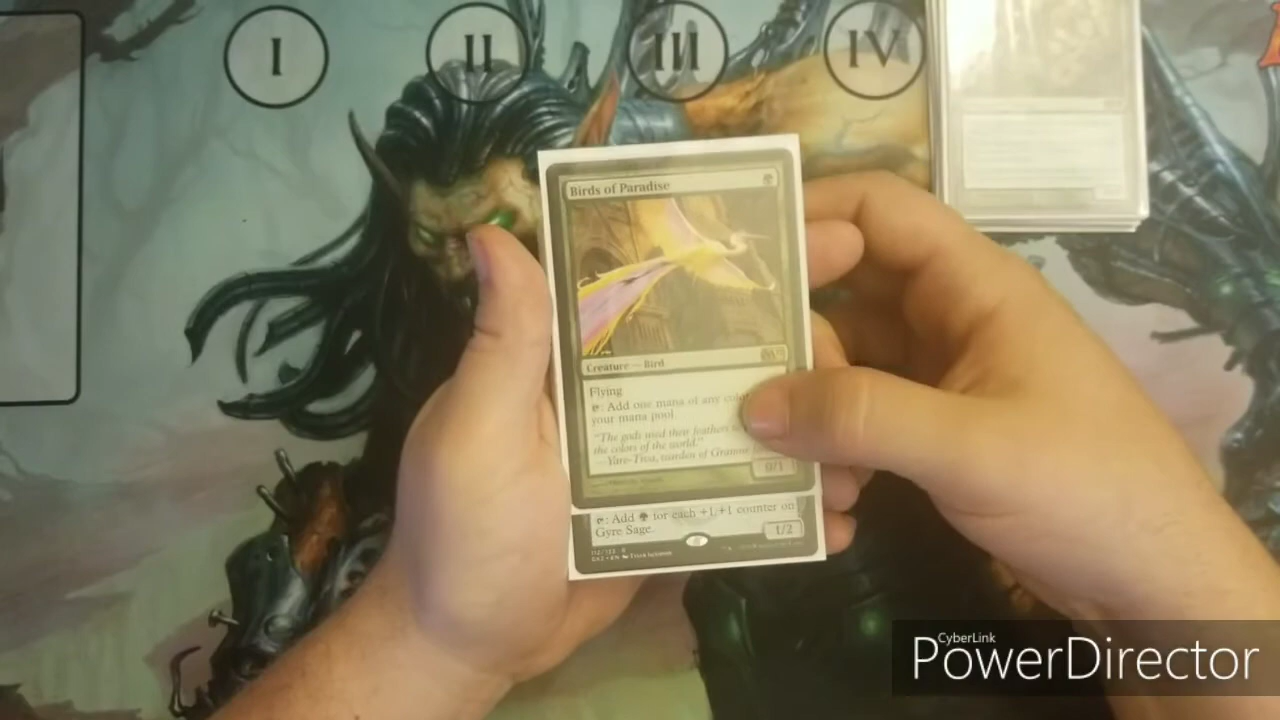 I
II
III
IV
Birds of Paradise
Creature — Bird
Flying
: Add one mana of any
your mana pool
"The gods used their feathers
the colors of the world."
—Yare-Tiva, warden of
0/1
: Add for each +1/+1 counter on
Gyre Sage.
1/2
CyberLink
PowerDirector